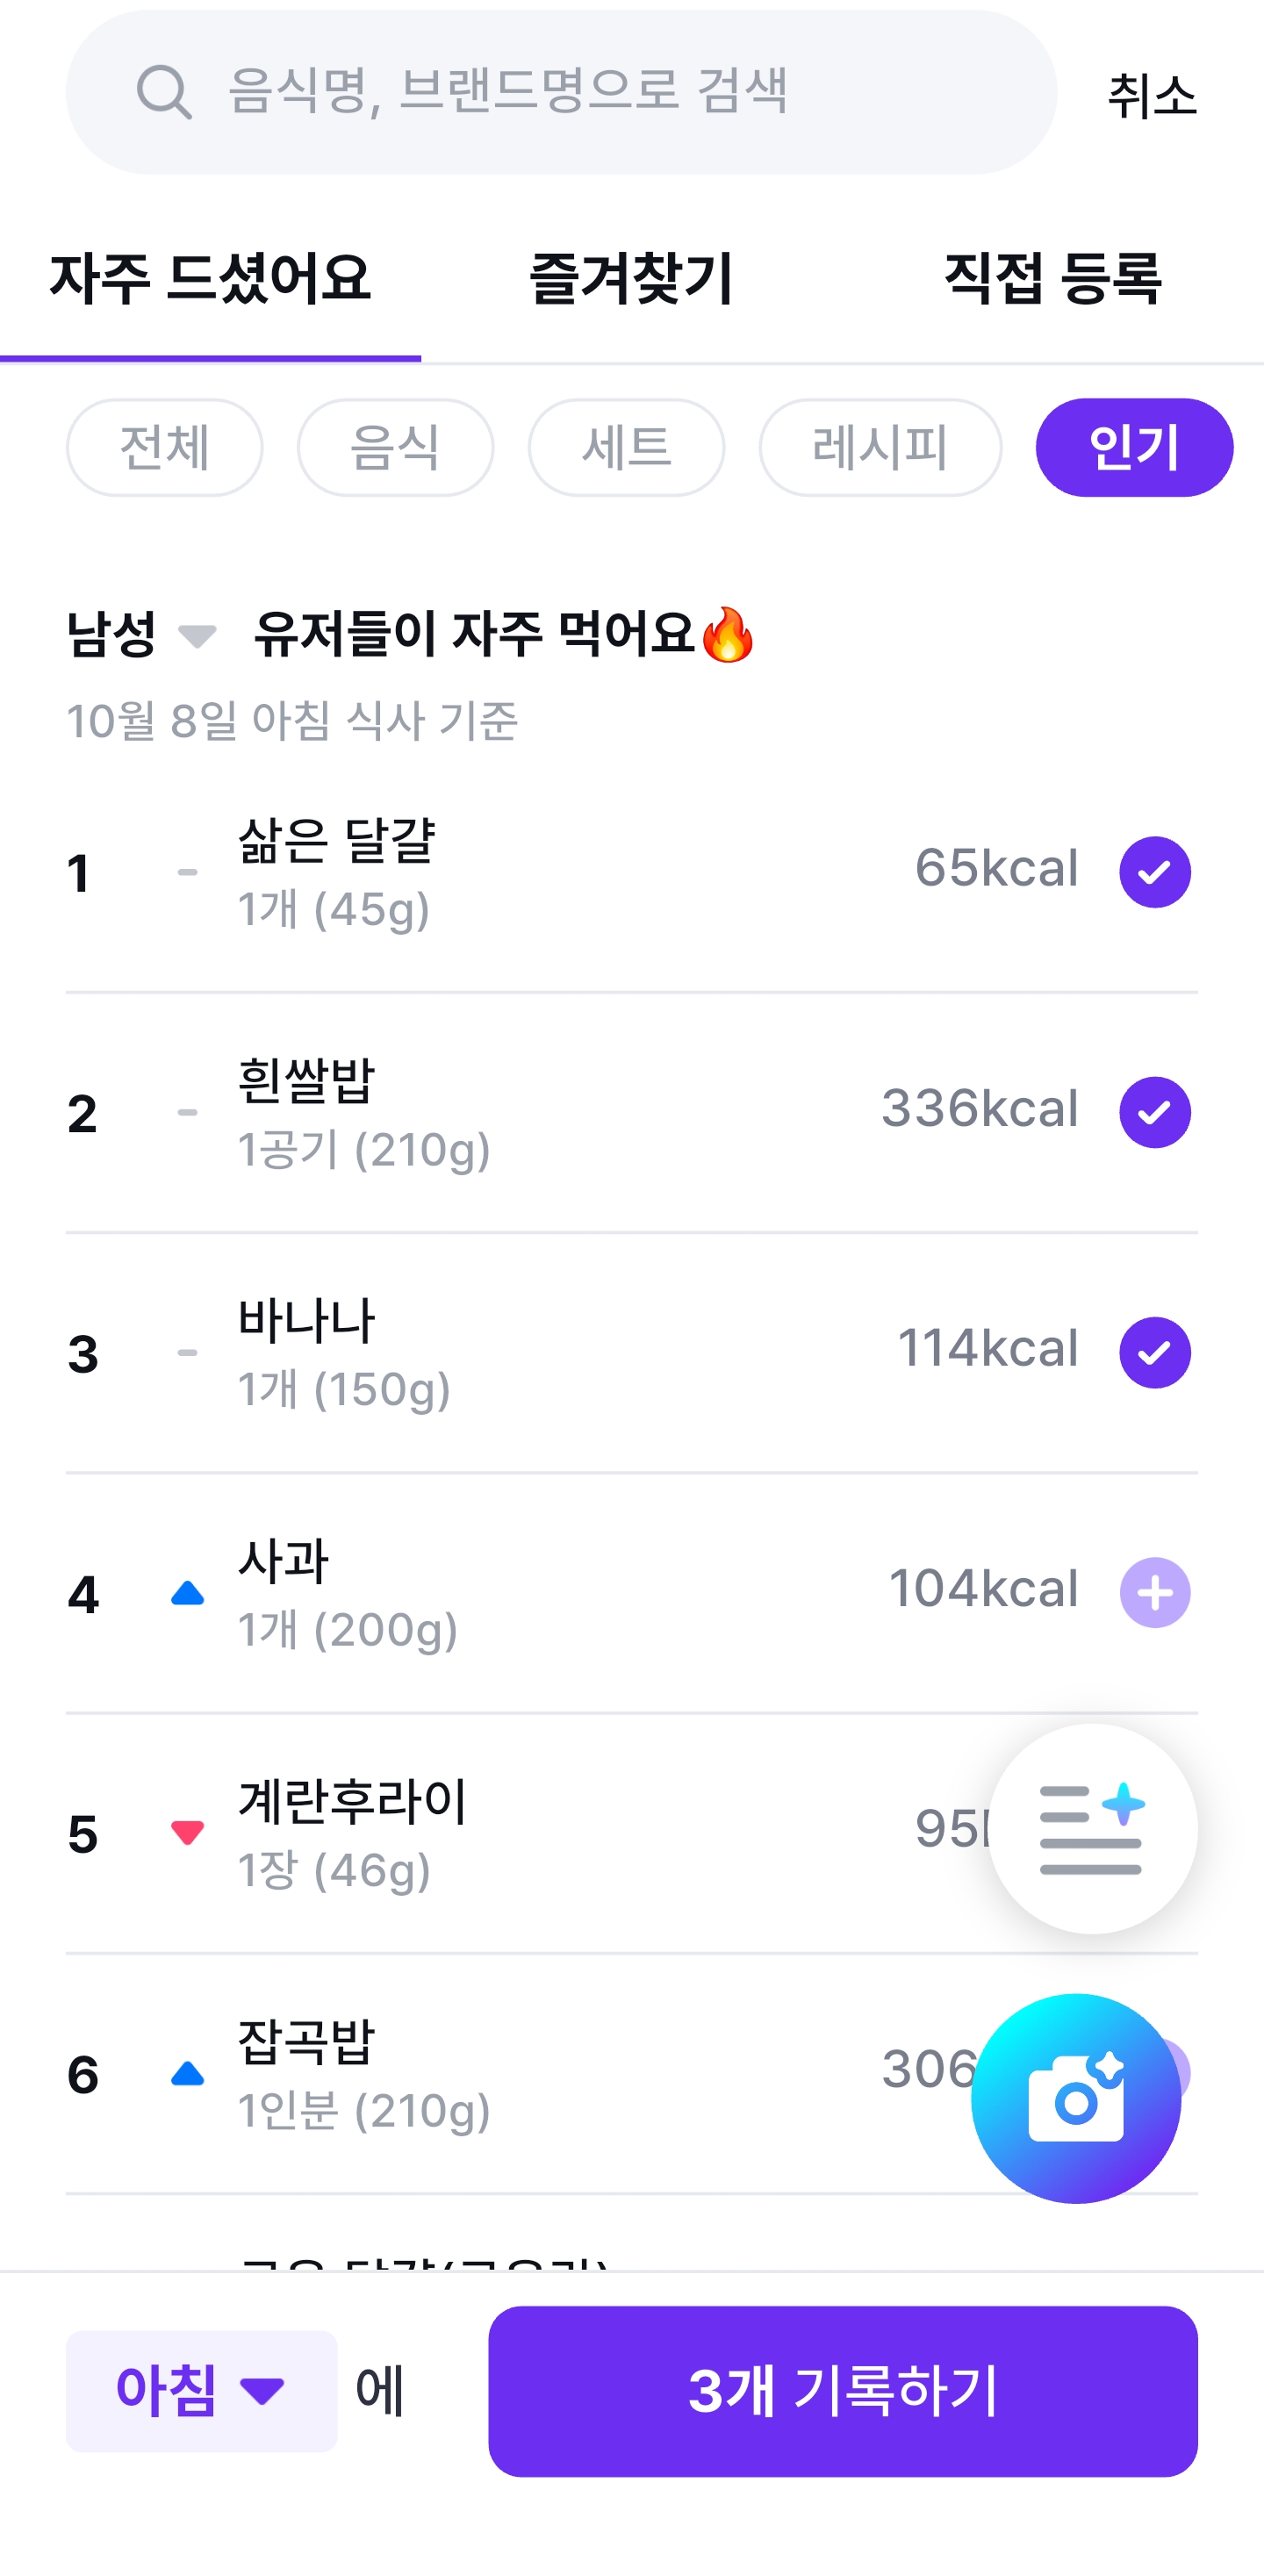 음식명, 브랜드명으로 검색
취소
자주 드셨어요
즐겨찾기
직접 등록
전체
음식
세트
레시피
인기
남성 유저들이 자주 먹어요🔥
10월 8일 아침 식사 기준
1
삶은 달걀
1개 (45g)
65kcal
2
흰쌀밥
1공기 (210g)
336kcal
3
바나나
1개 (150g)
114kcal
4
사과
1개 (200g)
104kcal
5
계란후라이
1장 (46g)
95
6
잡곡밥
1인분 (210g)
306
아침
에
3개 기록하기